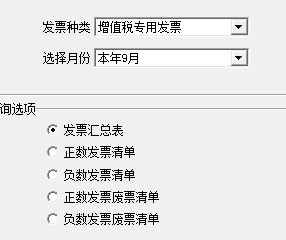 发票种类 增值税专用发票
选择月份 本年9月
询选项
发票汇总表
正数发票清单
负数发票清单
正数发票废票清单
负数发票废票清单